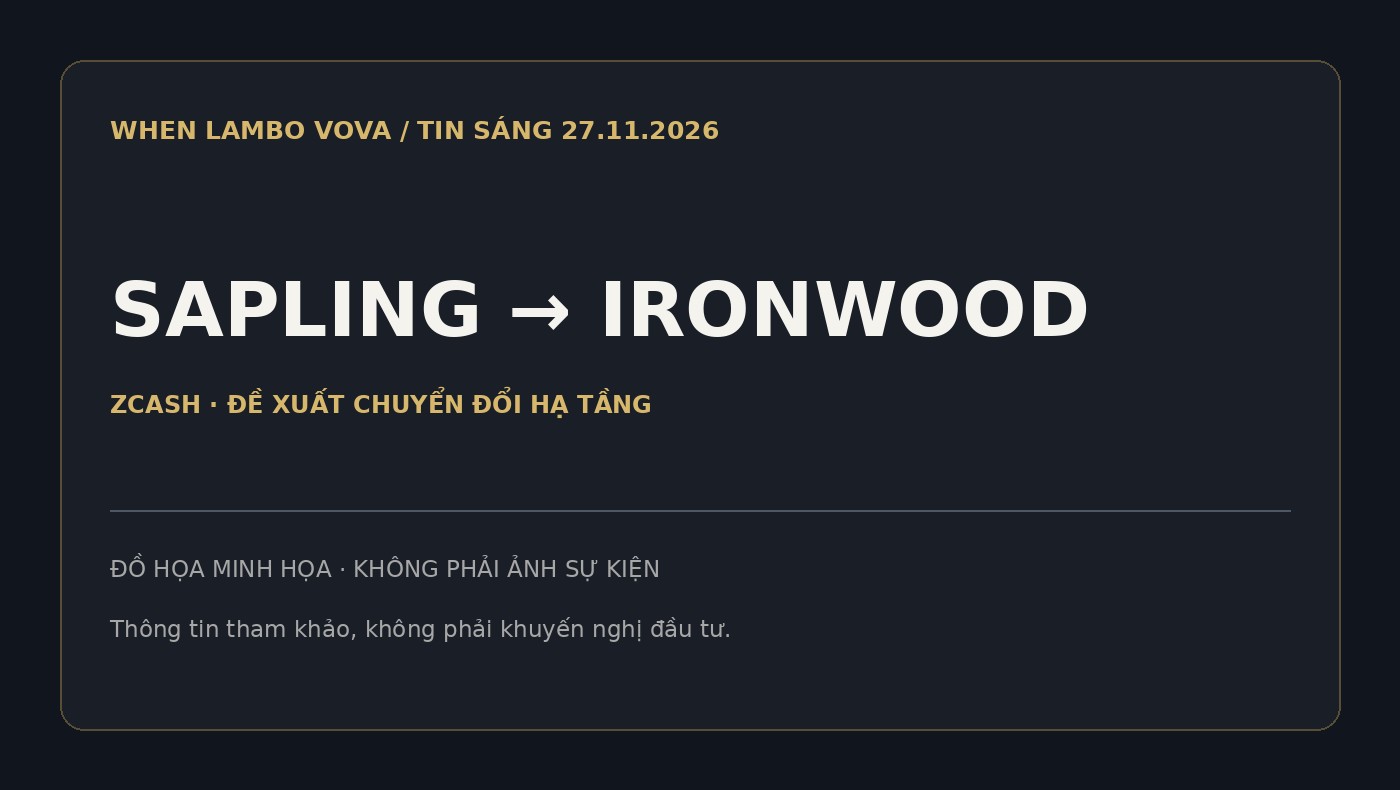 WHEN LAMBO VOVA / TIN SÁNG 27.11.2026
SAPLING → IRONWOOD
ZCASH · ĐỀ XUẤT CHUYỂN ĐỔI HẠ TẦNG
ĐỒ HỌA MINH HỌA · KHÔNG PHẢI ẢNH SỰ KIỆN
Thông tin tham khảo, không phải khuyến nghị đầu tư.